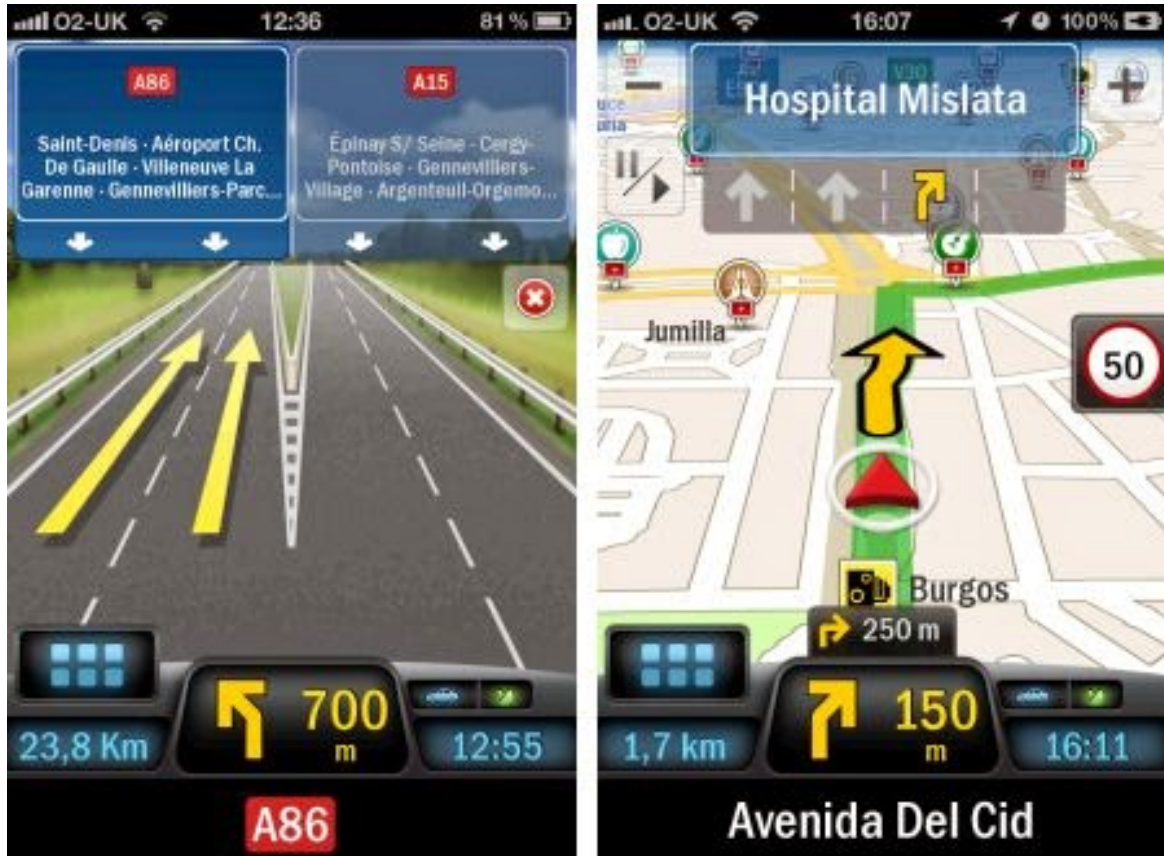 O2-UK
12:36
81 %
A86
Saint-Denis · Aéroport Ch.
De Gaulle · Villeneuve La
Garenne · Gennevilliers-Parc...
A15
Épinay S/ Seine · Cergy-
Pontoise · Gennevilliers-
Village · Argenteuil-Orgemo...
700
m
23,8 Km
12:55
A86
O2-UK
16:07
100%
V30
Hospital Mislata
Jumilla
50
Burgos
250 m
150
m
1,7 km
16:11
Avenida Del Cid